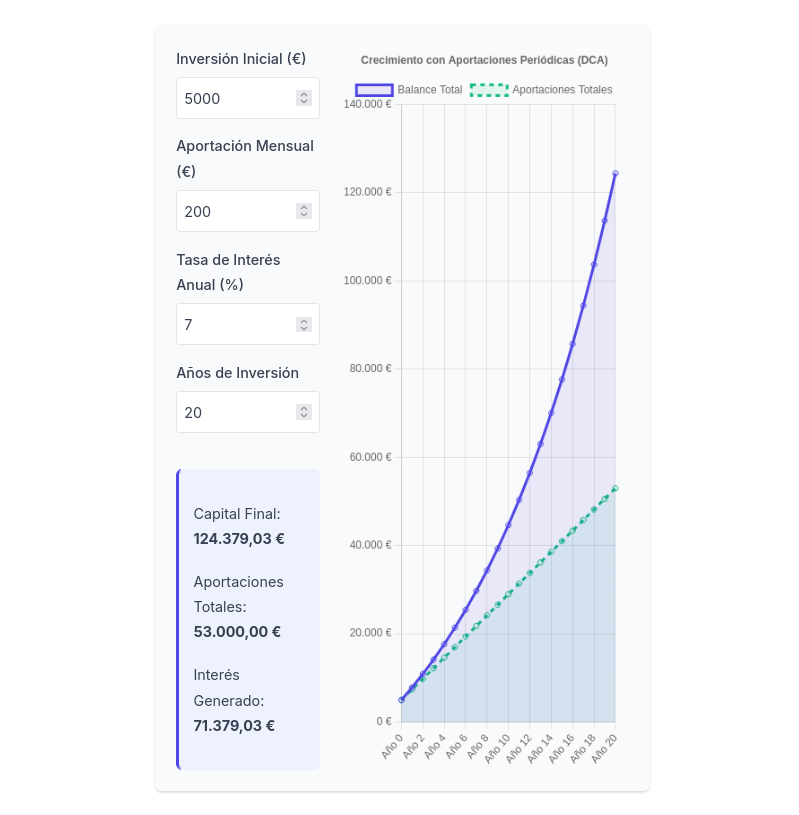 Inversión Inicial (€)
5000
Aportación Mensual
(€)
200
Tasa de Interés
Anual (%)
7
Años de Inversión
20
Capital Final:
124.379,03 €
Aportaciones
Totales:
53.000,00 €
Interés
Generado:
71.379,03 €
Crecimiento con Aportaciones Periódicas (DCA)
Balance Total
Aportaciones Totales
140.000 €
120.000 €
100.000 €
80.000 €
60.000 €
40.000 €
20.000 €
0 €
Año 0
Año 2
Año 4
Año 6
Año 8
Año 10
Año 12
Año 14
Año 16
Año 18
Año 20